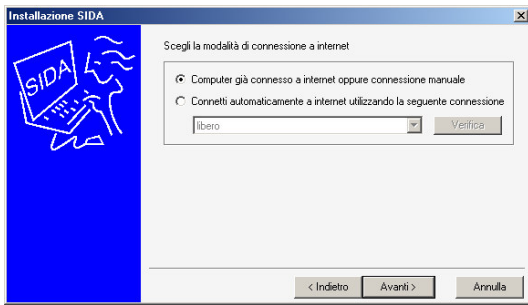 Installazione SIDA
SIDA
Scegli la modalità di connessione a internet
Computer già connesso a internet oppure connessione manuale
Connetti automaticamente a internet utilizzando la seguente connessione
libero
Verifica
< Indietro
Avanti >
Annulla